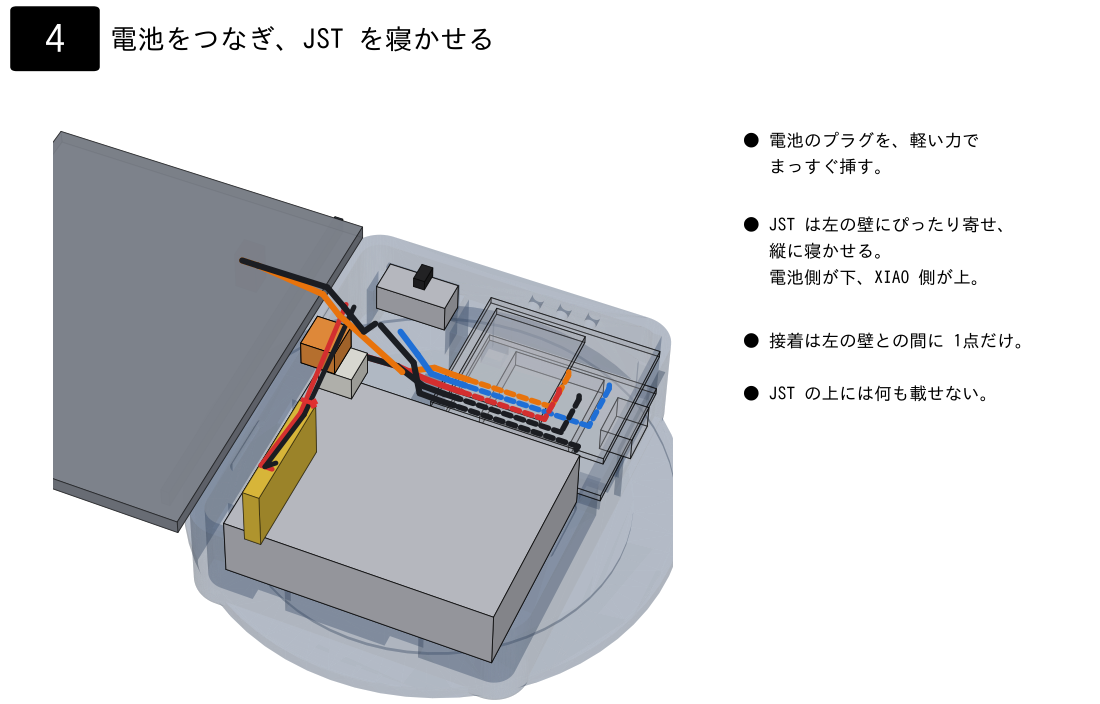 4
電池をつなぎ、JST を寝かせる
● 電池のプラグを、軽い力で
まっすぐ挿す。
● JST は左の壁にぴったり寄せ、
縦に寝かせる。
電池側が下、XIAO 側が上。
● 接着は左の壁との間に 1点だけ。
● JST の上には何も載せない。